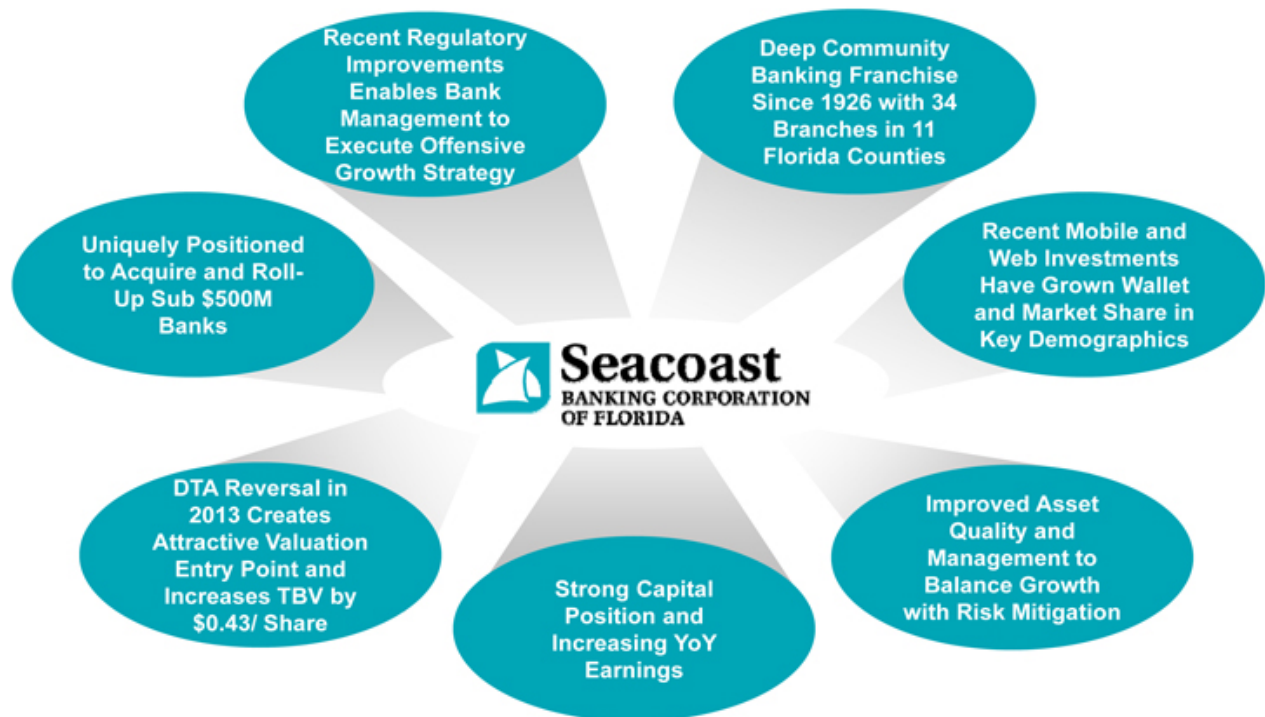 Recent Regulatory
Improvements
Enables Bank
Management to
Execute Offensive
Growth Strategy
Deep Community
Banking Franchise
Since 1926 with 34
Branches in 11
Florida Counties
Uniquely Positioned
to Acquire and Roll-
Up Sub $500M
Banks
Recent Mobile and
Web Investments
Have Grown Wallet
and Market Share in
Key Demographics
Seacoast
BANKING CORPORATION
OF FLORIDA
DTA Reversal in
2013 Creates
Attractive Valuation
Entry Point and
Increases TBV by
$0.43/ Share
Strong Capital
Position and
Increasing YoY
Earnings
Improved Asset
Quality and
Management to
Balance Growth
with Risk Mitigation